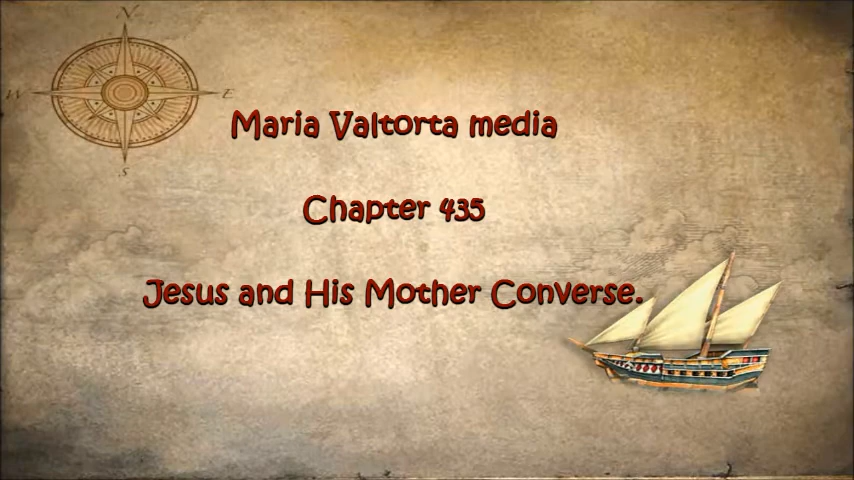 N
W E
Maria Valtorta media
S
Chapter 435
Jesus and His Mother Converse.